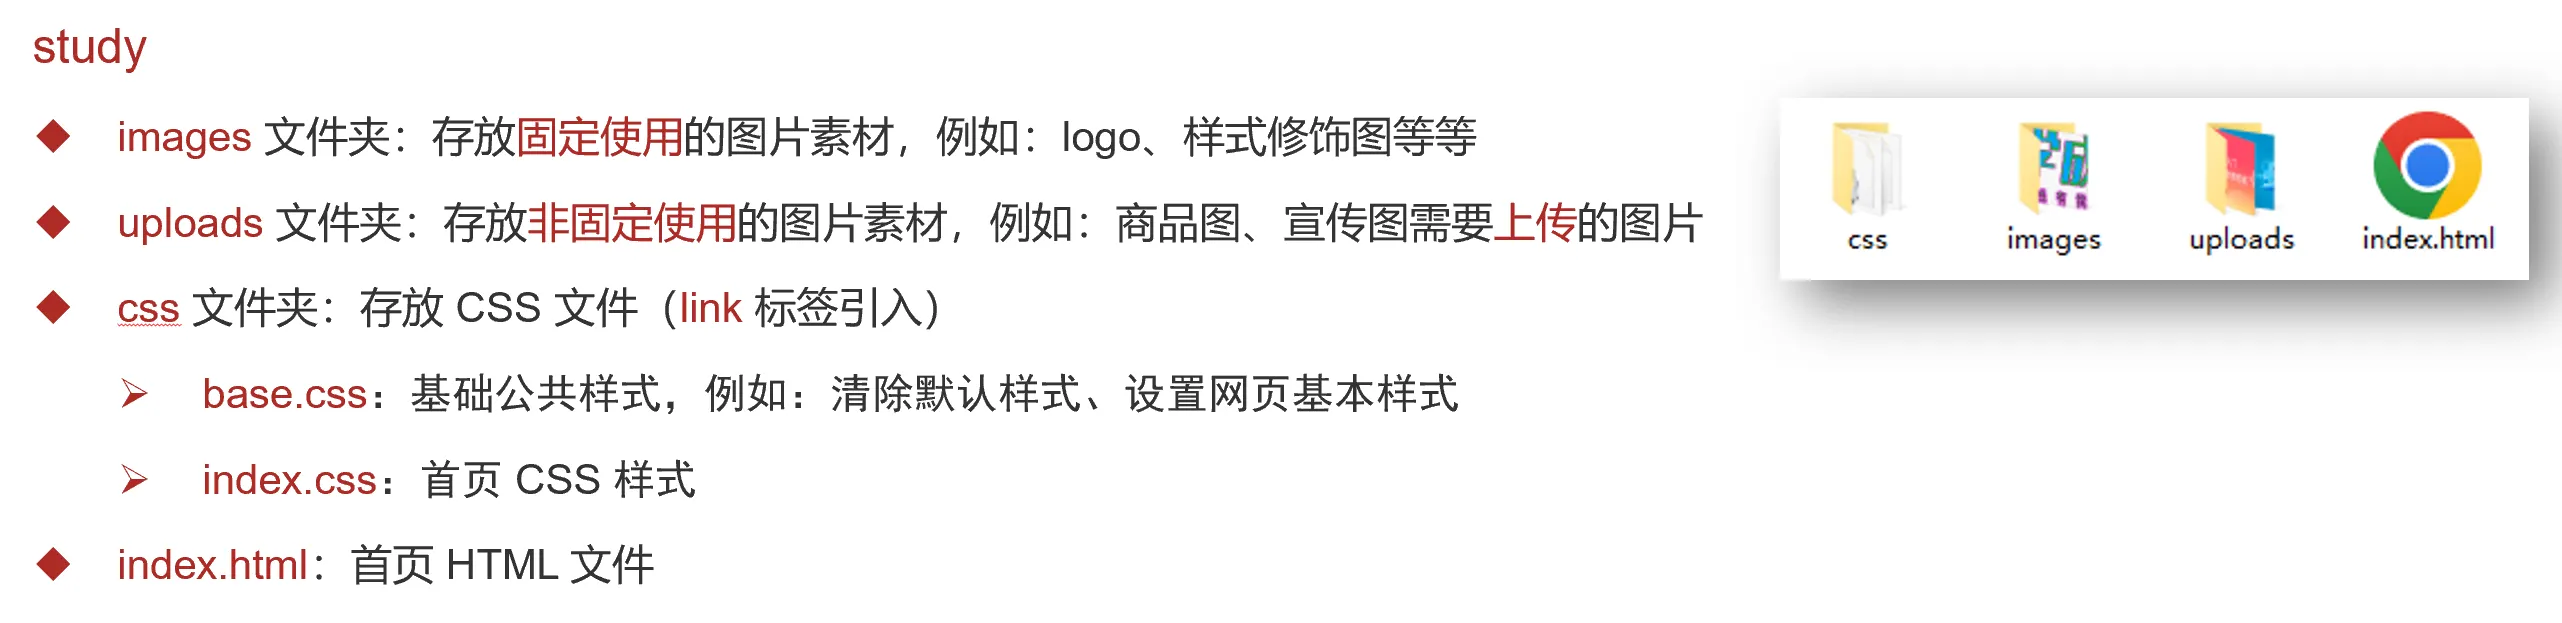 study
images 文件夹：存放固定使用的图片素材，例如：logo、样式修饰图等等
uploads 文件夹：存放非固定使用的图片素材，例如：商品图、宣传图需要上传的图片
css 文件夹：存放 CSS 文件（link 标签引入）
base.css：基础公共样式，例如：清除默认样式、设置网页基本样式
index.css：首页 CSS 样式
index.html：首页 HTML 文件
css
images
uploads
index.html